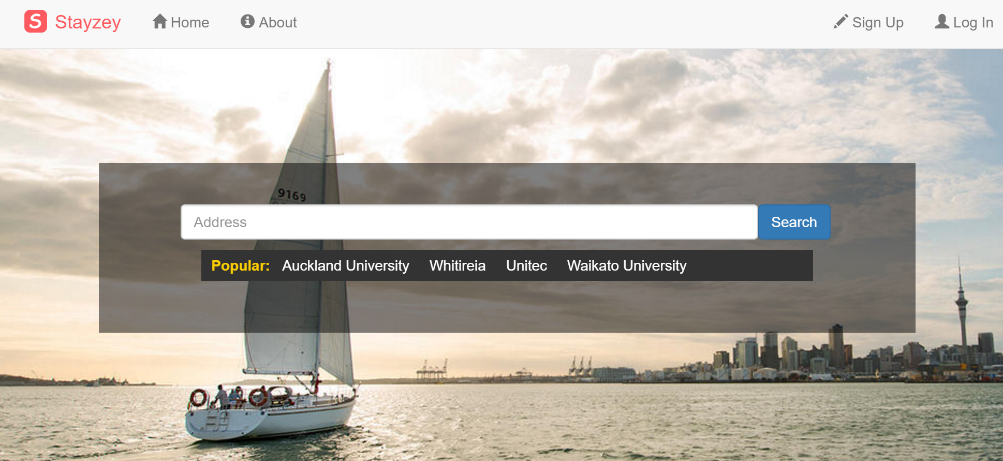 S Stayzey Home About Sign Up Log In
9169
Address Search
Popular: Auckland University Whitireia Unitec Waikato University